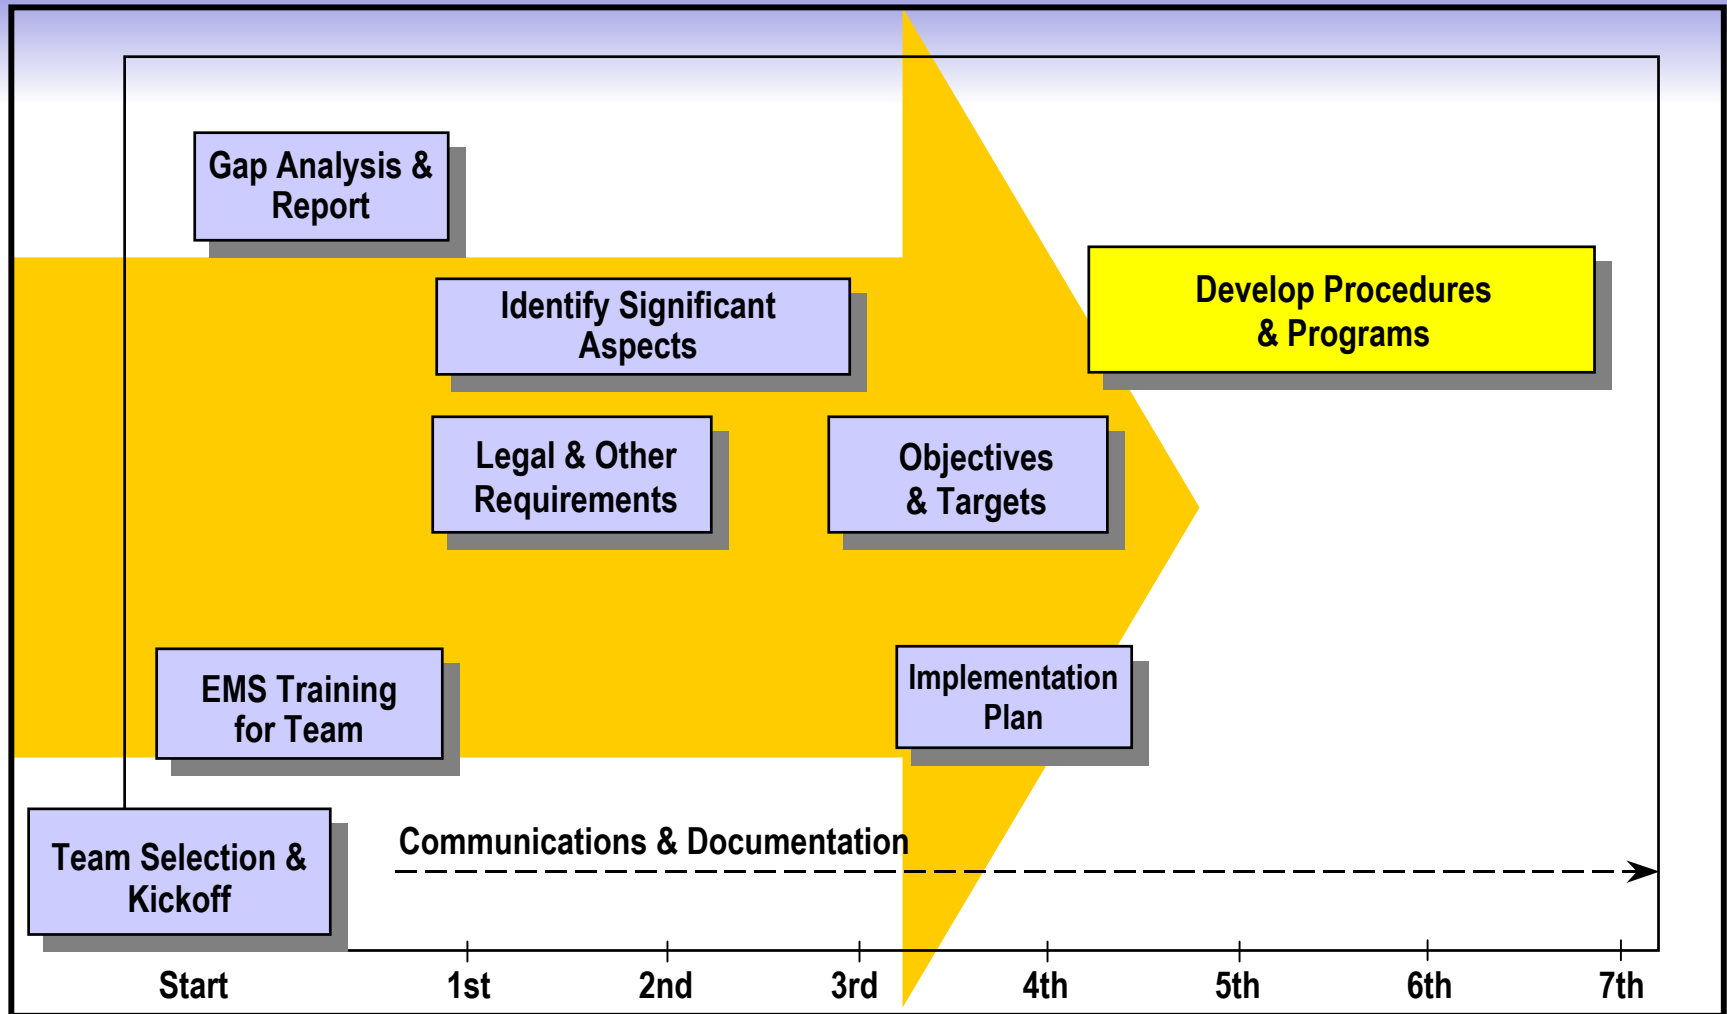 Gap Analysis &
Report
Identify Significant
Aspects
Develop Procedures
& Programs
Legal & Other
Requirements
Objectives
& Targets
EMS Training
for Team
Implementation
Plan
Team Selection &
Kickoff
Communications & Documentation
Start 1st 2nd 3rd 4th 5th 6th 7th